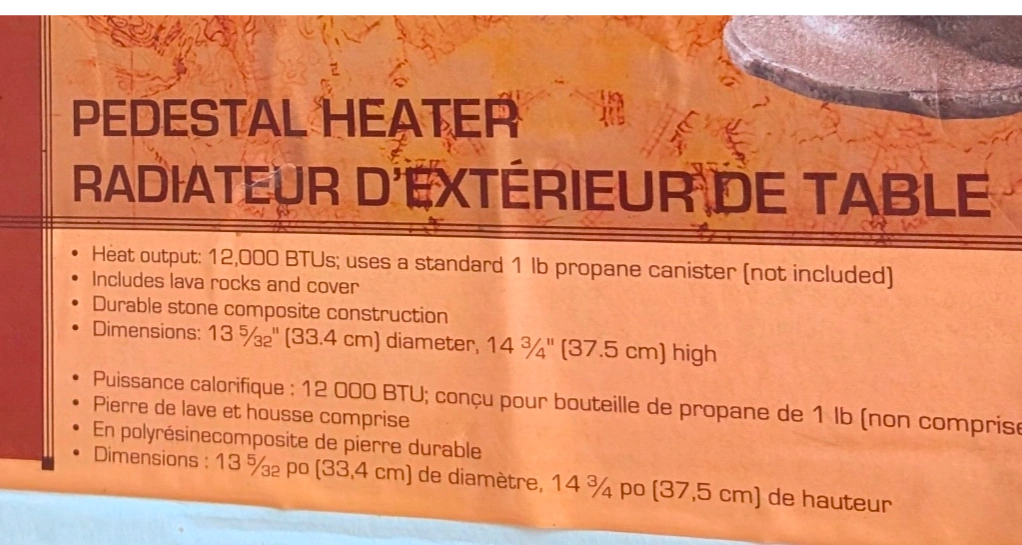 PEDESTAL HEATER
RADIATEUR D'EXTÉRIEUR DE TABLE
• Heat output: 12,000 BTUs; uses a standard 1 lb propane canister (not included)
• Includes lava rocks and cover
• Durable stone composite construction
• Dimensions: 13 5/32" (33.4 cm) diameter, 14 3/4" (37.5 cm) high
• Puissance calorifique : 12 000 BTU; conçu pour bouteille de propane de 1 lb (non comprise
• Pierre de lave et housse comprise
• En polyrésinecomposite de pierre durable
• Dimensions : 13 5/32 po (33,4 cm) de diamètre, 14 3/4 po (37,5 cm) de hauteur